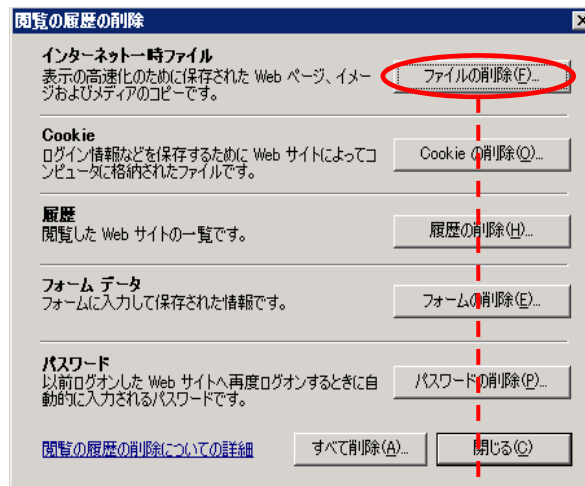 閲覧の履歴の削除
インターネット一時ファイル
表示の高速化のために保存された Web ページ、イメー
ジおよびメディアのコピーです。
ファイルの削除(F)...
Cookie
ログイン情報などを保存するために Web サイトによってコ
ンピュータに格納されたファイルです。
Cookie の削除(O)...
履歴
閲覧した Web サイトの一覧です。
履歴の削除(H)...
フォーム データ
フォームに入力して保存された情報です。
フォームの削除(E)...
パスワード
以前ログオンした Web サイトへ再度ログオンするときに自
動的に入力されるパスワードです。
パスワードの削除(P)...
閲覧の履歴の削除についての詳細
すべて削除(A)...
閉じる(C)